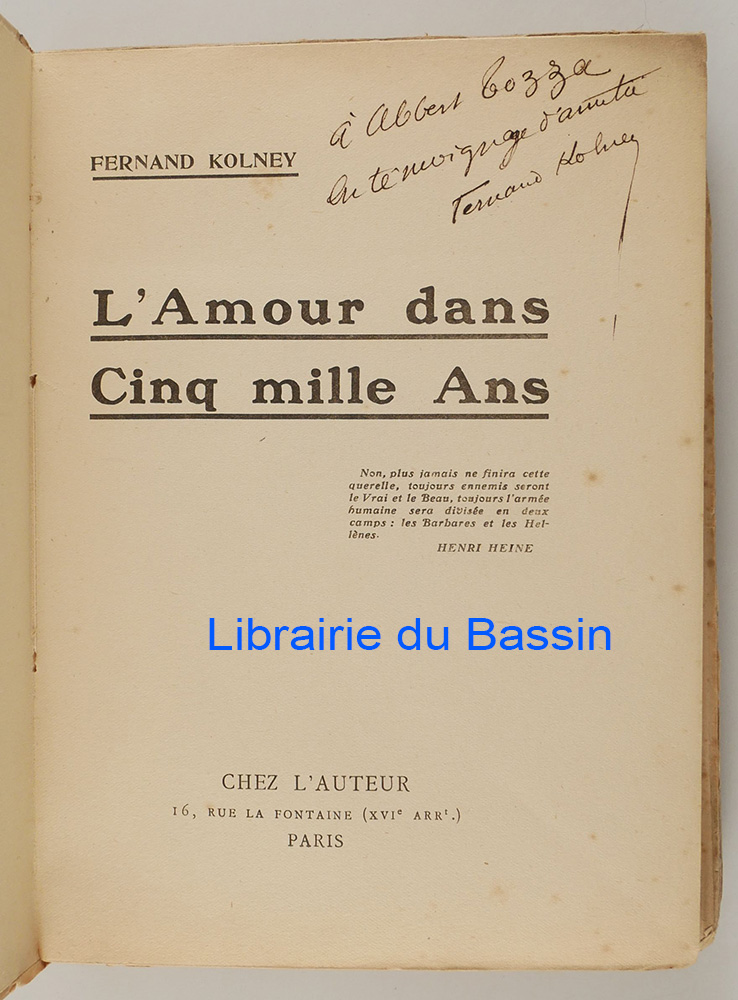 à Albert Tozza
en témoignage d'amitié
Fernand Kolney
FERNAND KOLNEY
L'Amour dans
Cinq mille Ans
Non, plus jamais ne finira cette
querelle, toujours ennemis seront
le Vrai et le Beau, toujours l'armée
humaine sera divisée en deux
camps : les Barbares et les Hel-
lènes.
HENRI HEINE
Librairie du Bassin
CHEZ L'AUTEUR
16, RUE LA FONTAINE (XVIe ARRt.)
PARIS